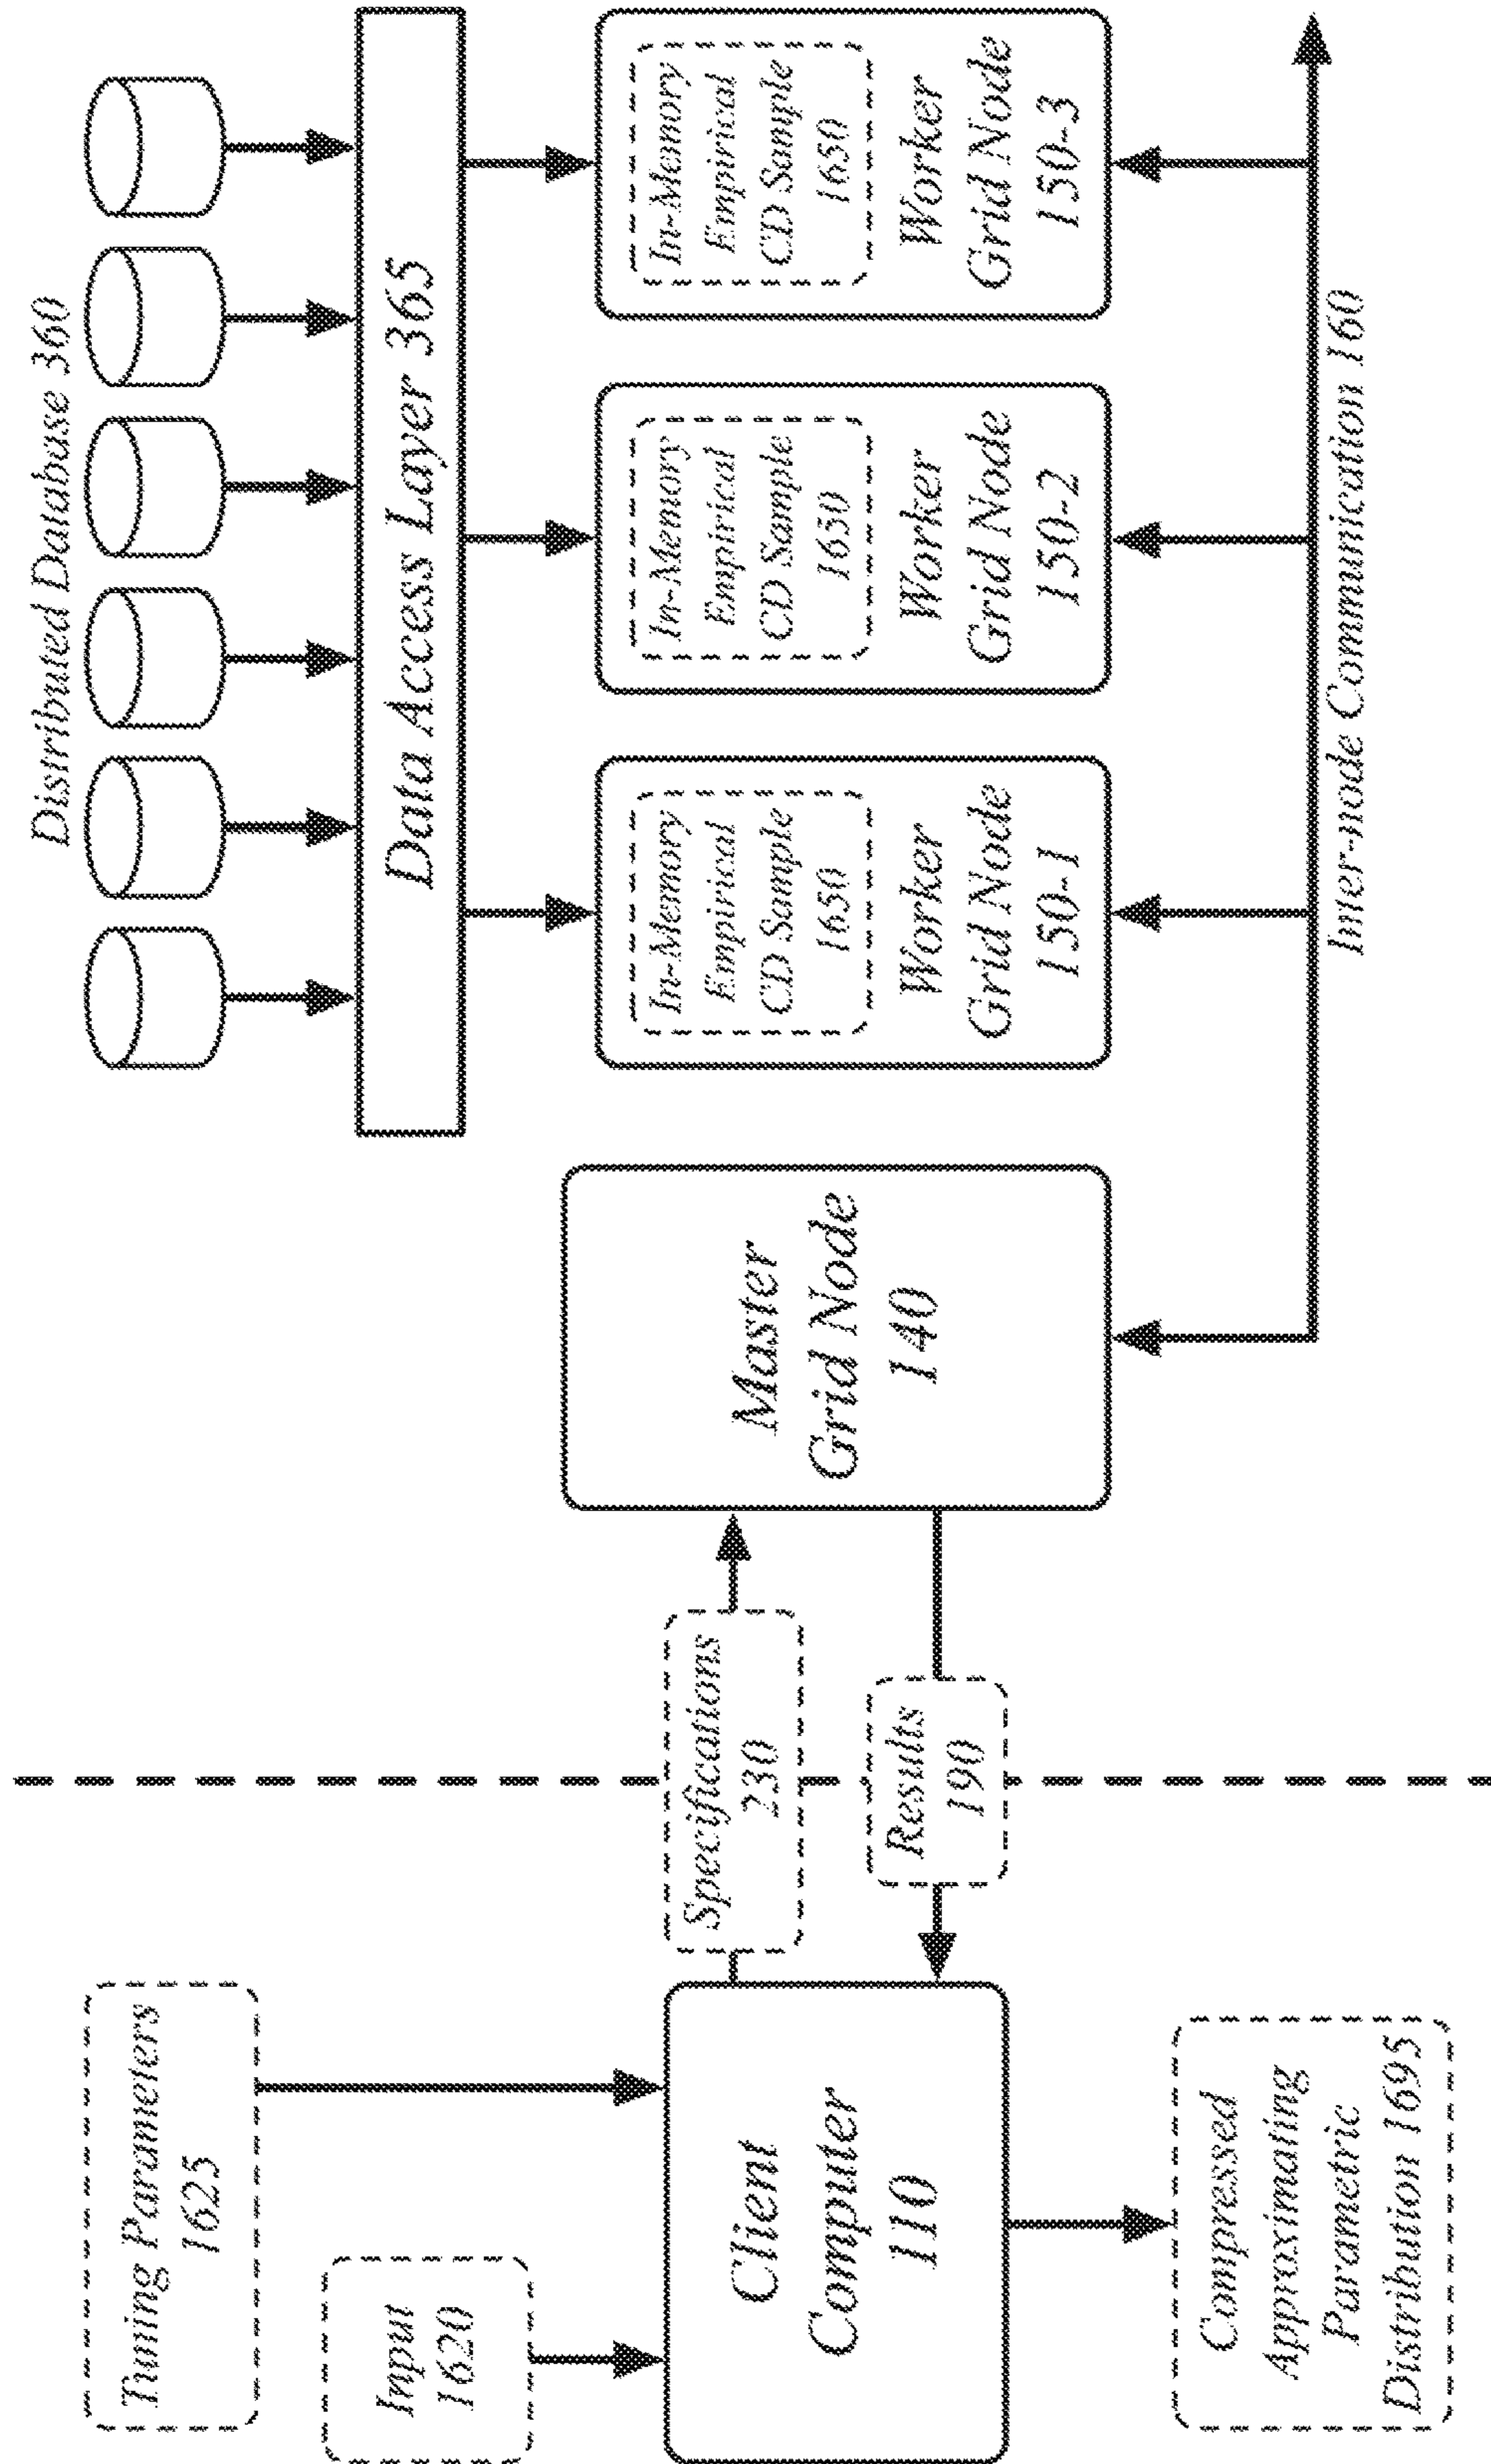 Tuning Parameters
1625
Input
1620
Client
Computer
110
Compressed
Approximating
Parametric
Distribution 1695
Specifications
230
Results
190
Master
Grid Node
140
Distributed Database 360
Data Access Layer 365
In-Memory
Empirical
CD Sample
1650
Worker
Grid Node
150-1
In-Memory
Empirical
CD Sample
1650
Worker
Grid Node
150-2
In-Memory
Empirical
CD Sample
1650
Worker
Grid Node
150-3
Inter-node Communication 160